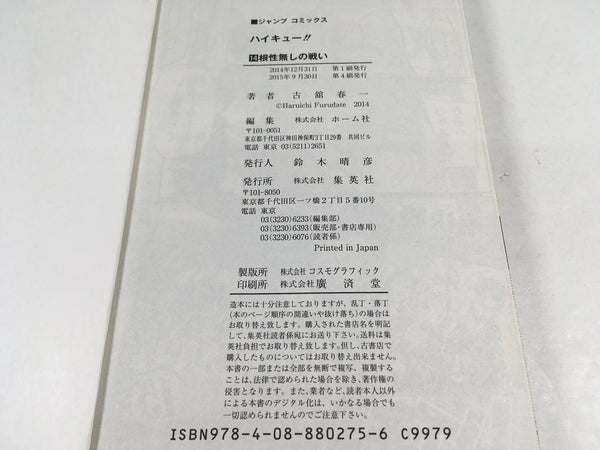 ■ジャンプ コミックス
ハイキュー!!
14根性無しの戦い
2014年12月31日 第1刷発行
2015年9月30日 第4刷発行
著者 古舘春一
©Haruichi Furudate 2014
編集 株式会社 ホーム社
〒101-0051
東京都千代田区神田神保町3丁目29番 共同ビル
電話 東京 03(5211)2651
発行人 鈴木晴彦
発行所 株式会社 集英社
〒101-8050
東京都千代田区一ツ橋2丁目5番10号
電話 東京
03(3230)6233(編集部)
03(3230)6393(販売部・書店専用)
03(3230)6076(読者係)
Printed in Japan
製版所 株式会社 コスモグラフィック
印刷所 株式会社 廣済堂
造本には十分注意しておりますが、乱丁・落丁
(本のページ順序の間違いや抜け落ち)の場合は
お取り替え致します。購入された書店名を明記
して、集英社読者係宛にお送り下さい。送料は集
英社負担でお取り替え致します。但し、古書店で
購入したものについてはお取り替え出来ません。
本書の一部または全部を無断で複写、複製する
ことは、法律で認められた場合を除き、著作権の
侵害となります。また、業者など、読者本人以外
による本書のデジタル化は、いかなる場合でも
一切認められませんのでご注意下さい。
ISBN978-4-08-880275-6 C9979